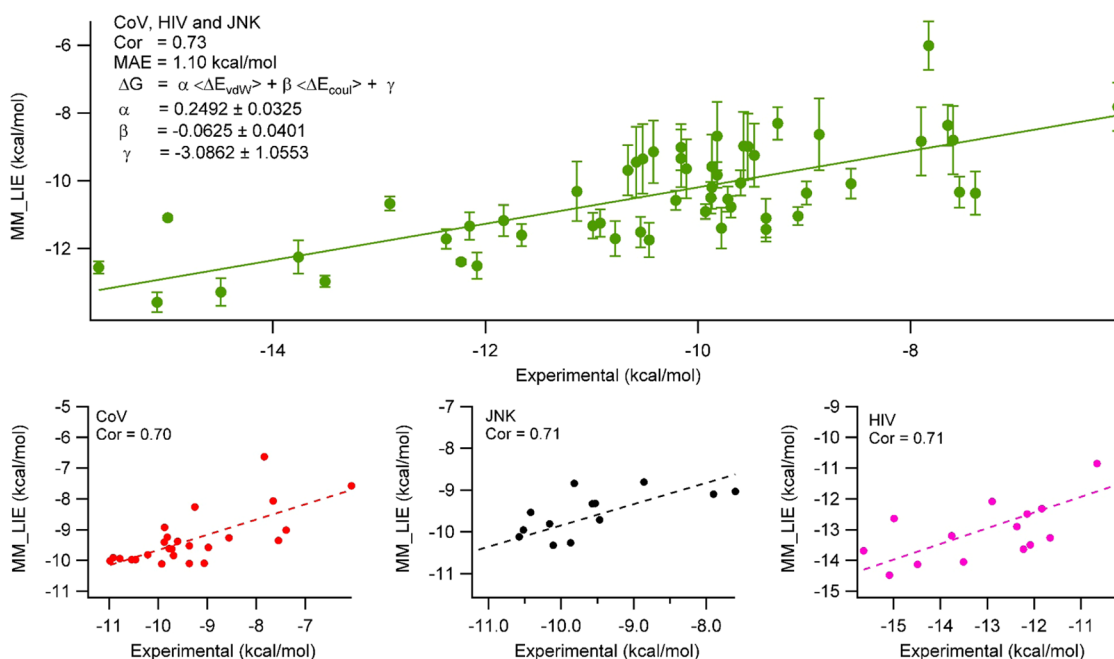 CoV, HIV and JNK
Cor = 0.73
MAE = 1.10 kcal/mol
ΔG = α <ΔE_vdW> + β <ΔE_coul> + γ
α = 0.2492 ± 0.0325
β = -0.0625 ± 0.0401
γ = -3.0862 ± 1.0553
MM_LIE (kcal/mol)
-6
-8
-10
-12
-14 -12 -10 -8
Experimental (kcal/mol)
CoV
Cor = 0.70
MM_LIE (kcal/mol)
-5
-6
-7
-8
-9
-10
-11
-11 -10 -9 -8 -7
Experimental (kcal/mol)
JNK
Cor = 0.71
MM_LIE (kcal/mol)
-7
-8
-9
-10
-11
-11.0 -10.0 -9.0 -8.0
Experimental (kcal/mol)
HIV
Cor = 0.71
MM_LIE (kcal/mol)
-9
-10
-11
-12
-13
-14
-15
-15 -14 -13 -12 -11
Experimental (kcal/mol)